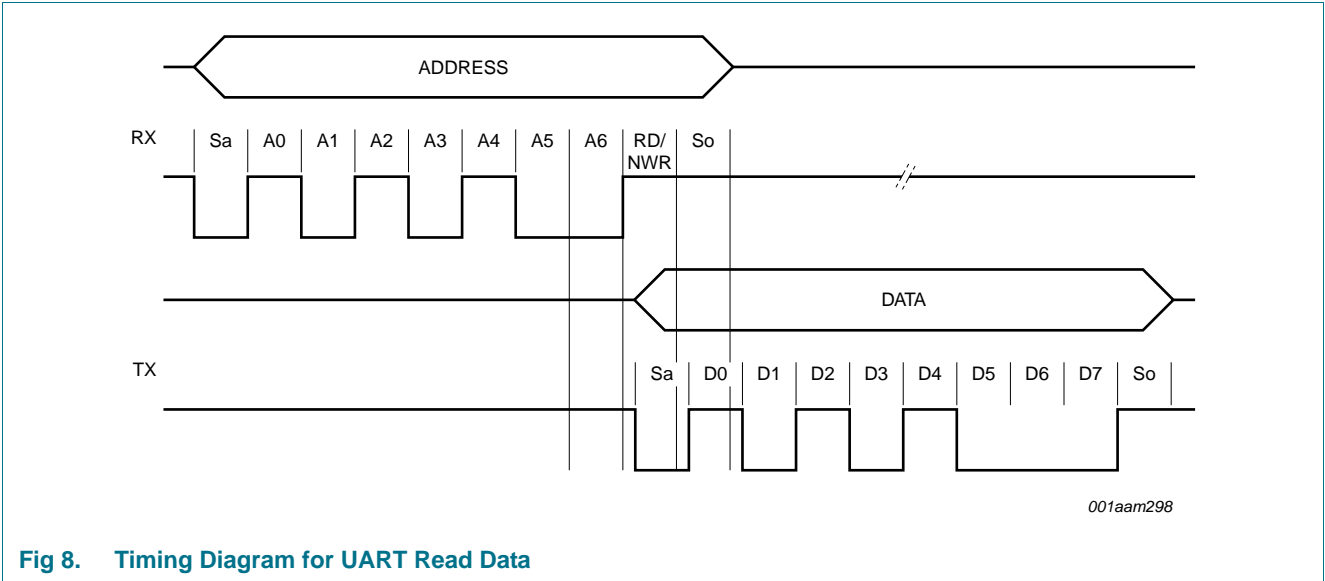 ADDRESS
RX Sa A0 A1 A2 A3 A4 A5 A6 RD/ So
NWR
DATA
TX Sa D0 D1 D2 D3 D4 D5 D6 D7 So
001aam298
Fig 8. Timing Diagram for UART Read Data